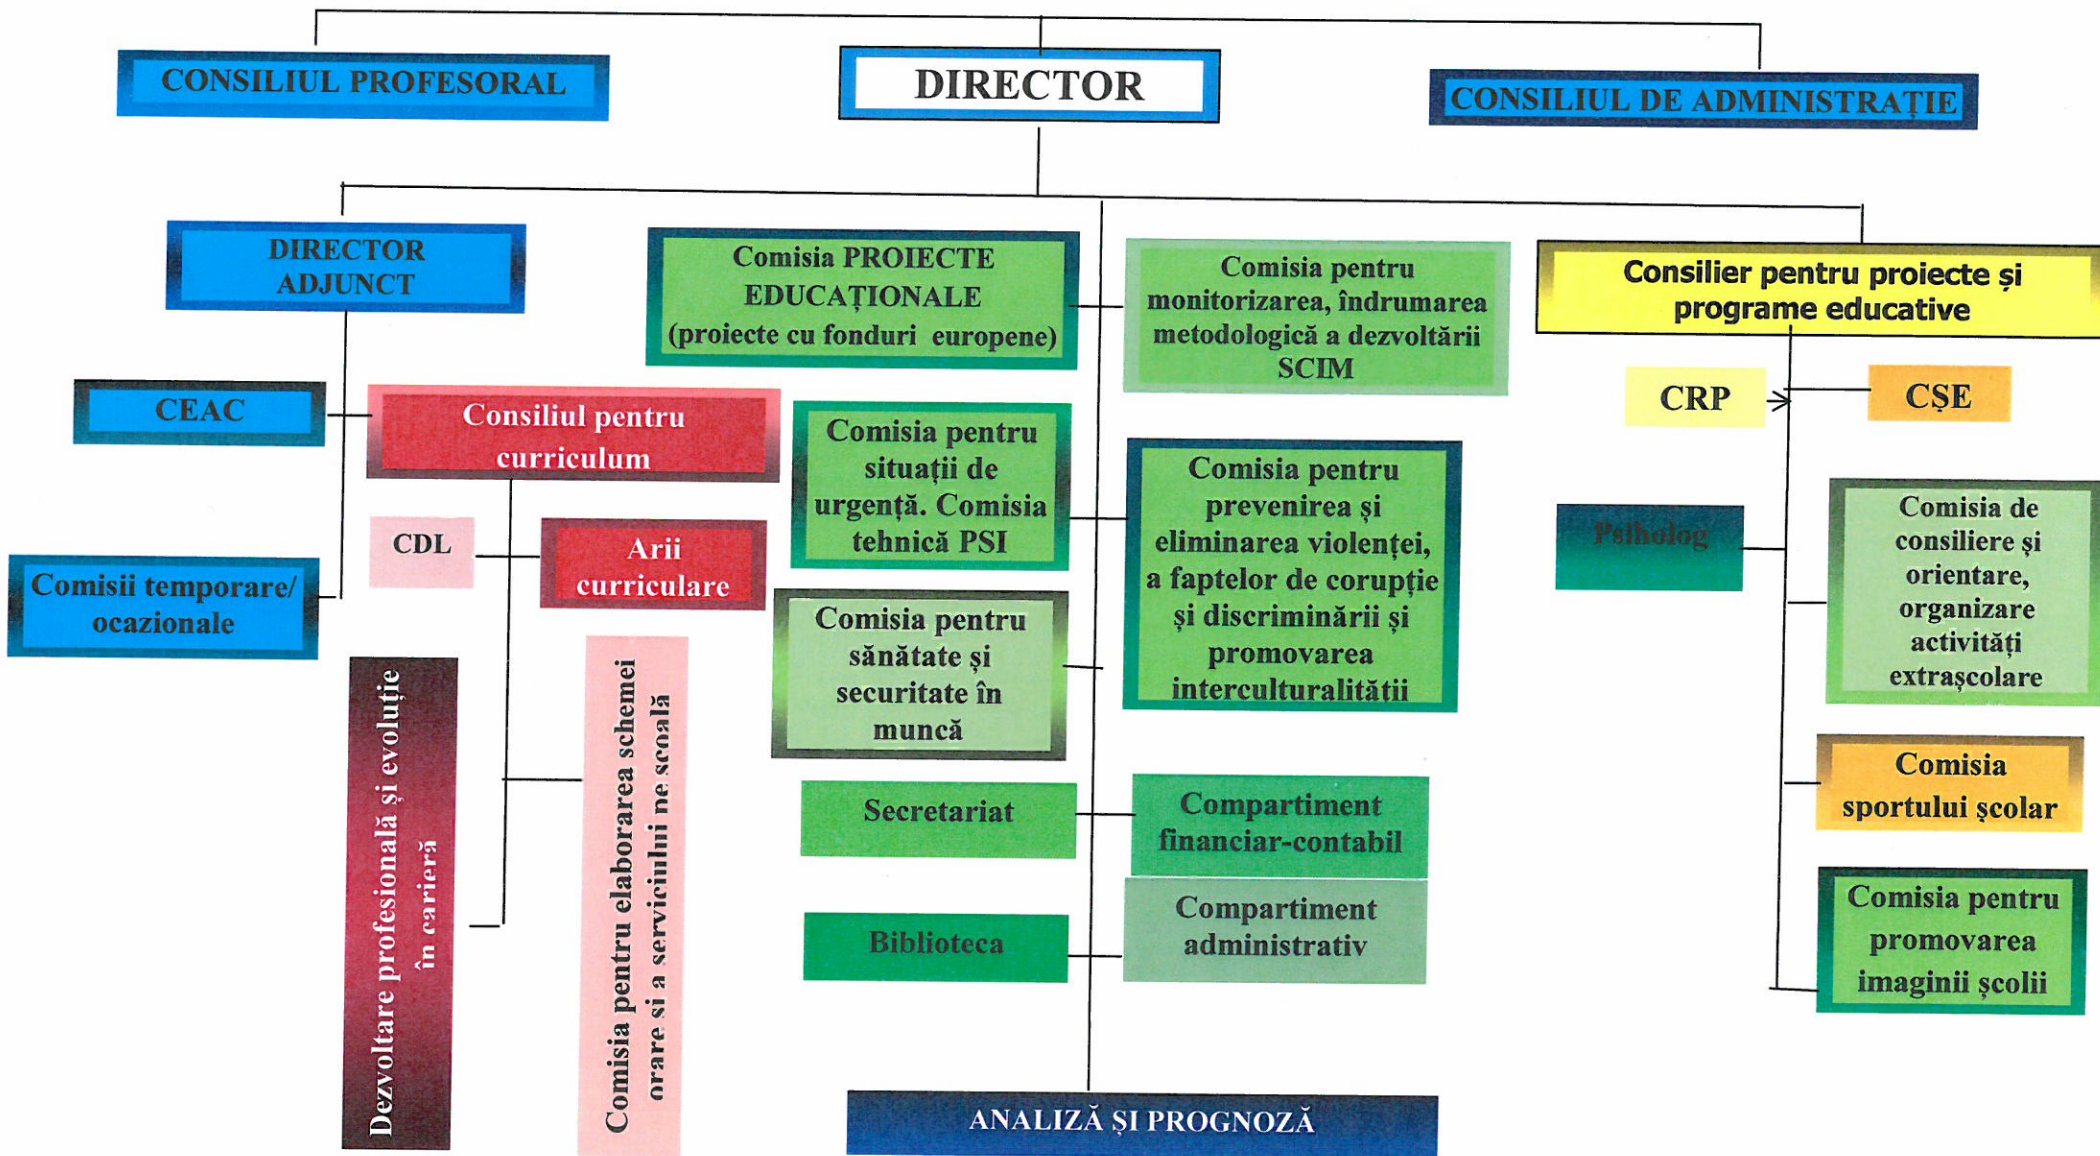 CONSILIUL PROFESORAL
DIRECTOR
CONSILIUL DE ADMINISTRAȚIE
DIRECTOR
ADJUNCT
Comisia PROIECTE
EDUCAȚIONALE
(proiecte cu fonduri europene)
Comisia pentru
monitorizarea, îndrumarea
metodologică a dezvoltării
SCIM
Consilier pentru proiecte și
programe educative
CEAC
Consiliul pentru
curriculum
CRP
CȘE
Comisia pentru
situații de
urgență. Comisia
tehnică PSI
Comisia pentru
prevenirea și
eliminarea violenței,
a faptelor de corupție
și discriminării și
promovarea
interculturalității
CDL
Arii
curriculare
Psiholog
Comisia de
consiliere și
orientare,
organizare
activități
extrașcolare
Comisii temporare/
ocazionale
Comisia pentru
sănătate și
securitate în
muncă
Dezvoltare profesională și evoluție
în carieră
Comisia pentru elaborarea schemei
orare și a serviciului pe școală
Secretariat
Compartiment
financiar-contabil
Comisia
sportului școlar
Biblioteca
Compartiment
administrativ
Comisia pentru
promovarea
imaginii școlii
ANALIZĂ ȘI PROGNOZĂ